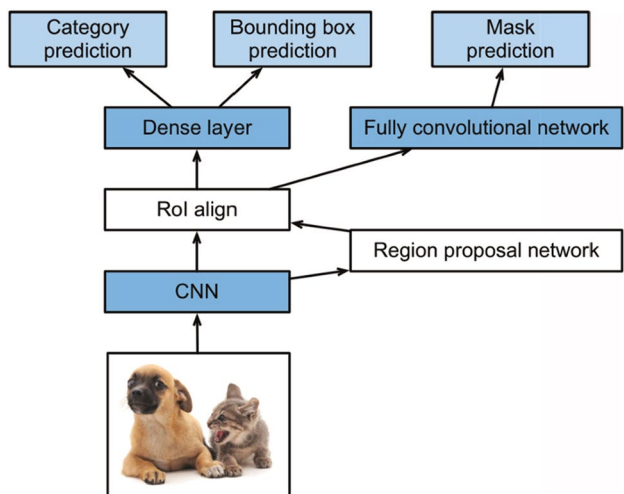 Category
prediction
Bounding box
prediction
Mask
prediction
Dense layer
Fully convolutional network
RoI align
Region proposal network
CNN